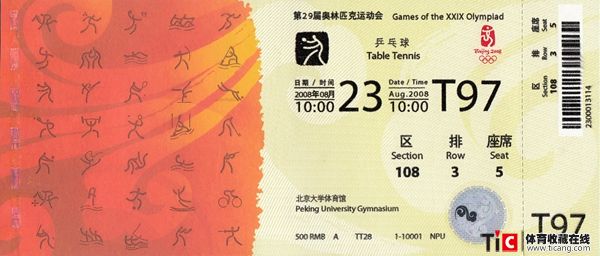 第29届奥林匹克运动会 Games of the XXIX Olympiad
乒乓球
Table Tennis
Beijing 2008
日期 / 时间
2008年08月
10:00
23
Date / Time
Aug.2008
10:00
T97
区 排 座席
Section Row Seat
108 3 5
北京大学体育馆
Peking University Gymnasium
500 RMB A TT28 1-10001 NPU
座席 5
排 3
区 108
2300013114
T97
TiC 体育收藏在线
www.ticang.com